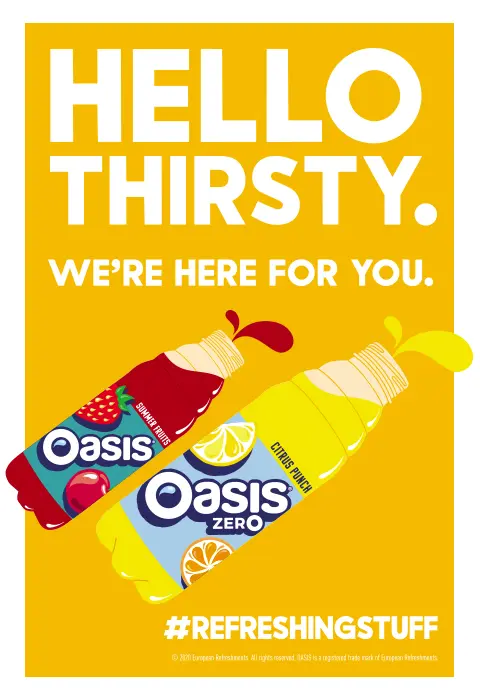 HELLO
THIRSTY.
WE'RE HERE FOR YOU.
SUMMER FRUITS
Oasis
CITRUS PUNCH
Oasis
ZERO
#REFRESHINGSTUFF
© 2020 European Refreshments. All rights reserved. OASIS is a registered trade mark of European Refreshments.